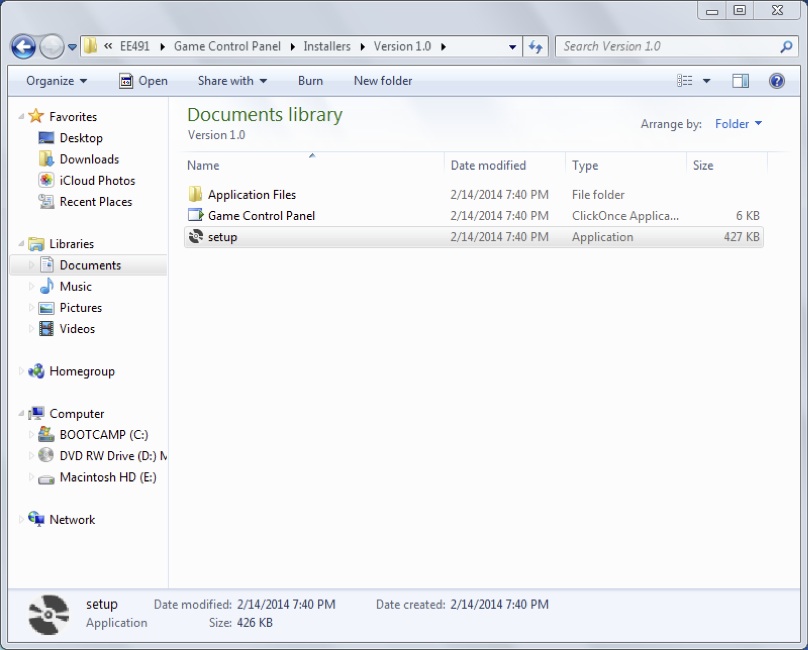 « EE491 Game Control Panel Installers Version 1.0 Search Version 1.0
Organize Open Share with Burn New folder
Favorites
Desktop
Downloads
iCloud Photos
Recent Places
Libraries
Documents
Music
Pictures
Videos
Homegroup
Computer
BOOTCAMP (C:)
DVD RW Drive (D:) M
Macintosh HD (E:)
Network
Documents library
Version 1.0
Arrange by: Folder
Name Date modified Type Size
Application Files 2/14/2014 7:40 PM File folder
Game Control Panel 2/14/2014 7:40 PM ClickOnce Applica... 6 KB
setup 2/14/2014 7:40 PM Application 427 KB
setup Date modified: 2/14/2014 7:40 PM Date created: 2/14/2014 7:40 PM
Application Size: 426 KB